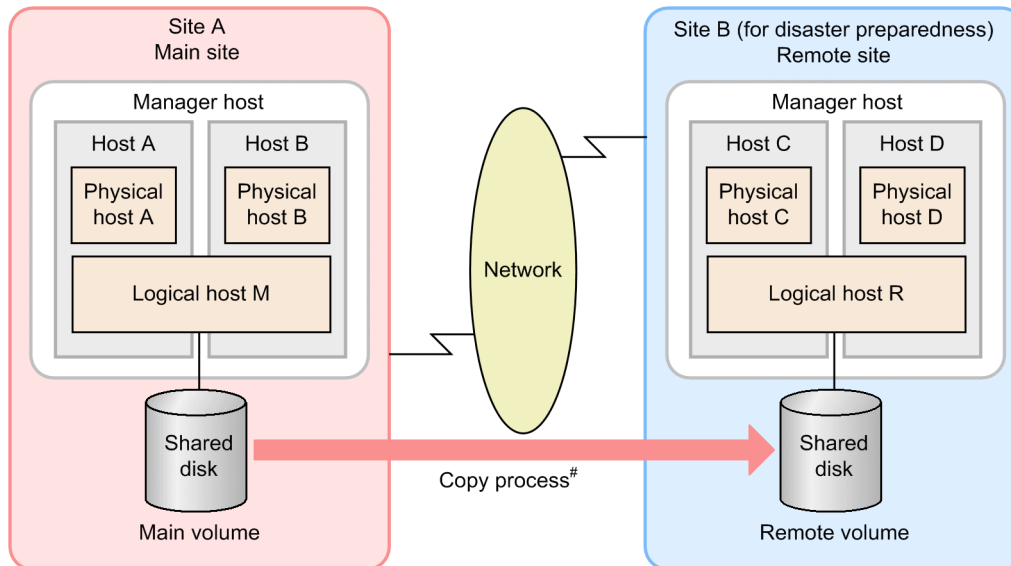 Site A
Main site
Manager host
Host A
Host B
Physical
host A
Physical
host B
Logical host M
Shared
disk
Main volume
Network
Copy process#
Site B (for disaster preparedness)
Remote site
Manager host
Host C
Host D
Physical
host C
Physical
host D
Logical host R
Shared
disk
Remote volume